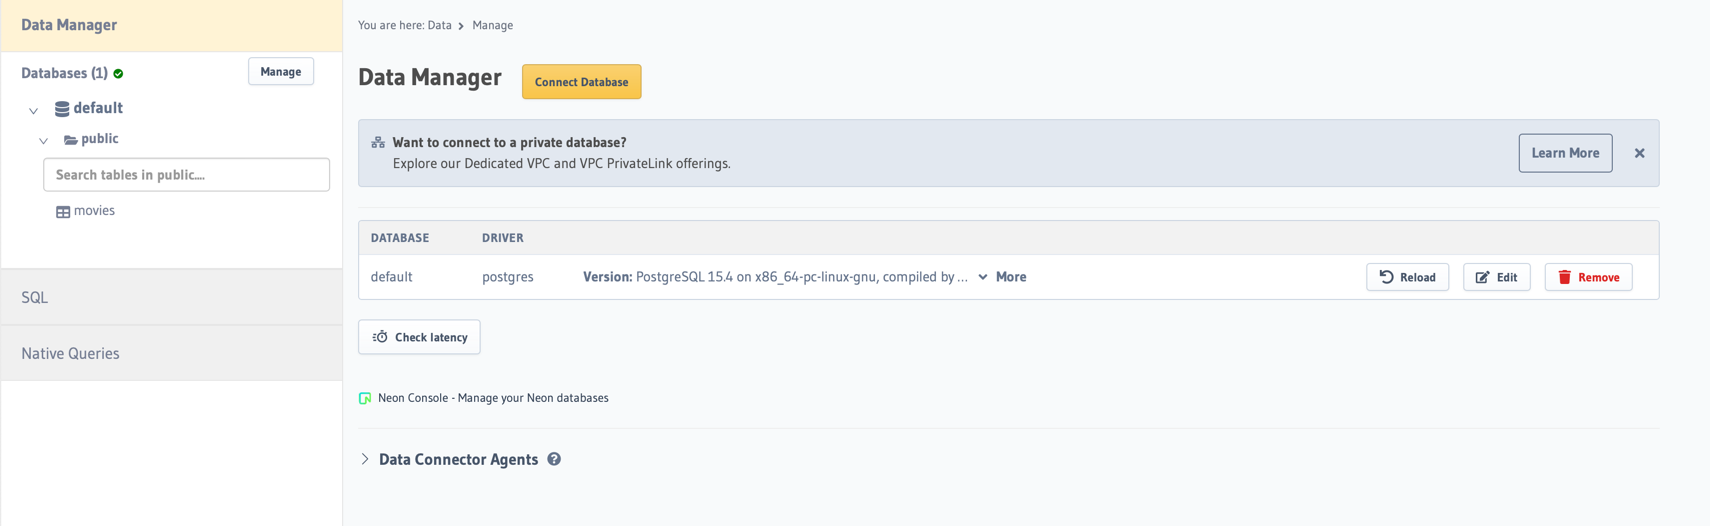 Data Manager
Databases (1)
Manage
default
public
Search tables in public....
movies
SQL
Native Queries
You are here: Data > Manage
Data Manager
Connect Database
Want to connect to a private database?
Explore our Dedicated VPC and VPC PrivateLink offerings.
Learn More
DATABASE DRIVER
default postgres Version: PostgreSQL 15.4 on x86_64-pc-linux-gnu, compiled by ... More Reload Edit Remove
Check latency
Neon Console - Manage your Neon databases
Data Connector Agents